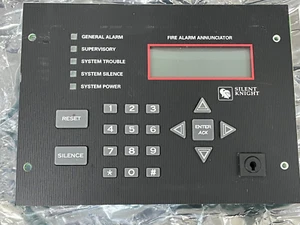 GENERAL ALARM
SUPERVISORY
SYSTEM TROUBLE
SYSTEM SILENCE
SYSTEM POWER
FIRE ALARM ANNUNCIATOR
SILENT
KNIGHT
RESET
SILENCE
1 2 3
4 5 6
7 8 9
* 0 #
ENTER
ACK